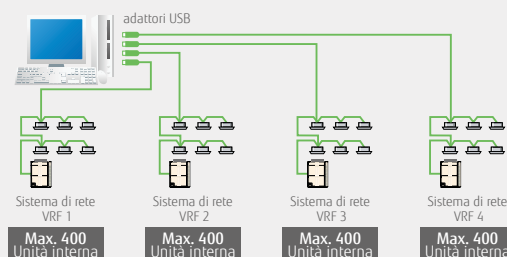 adattori USB
Sistema di rete
VRF 1
Sistema di rete
VRF 2
Sistema di rete
VRF 3
Sistema di rete
VRF 4
Max. 400
Unità interna
Max. 400
Unità interna
Max. 400
Unità interna
Max. 400
Unità interna